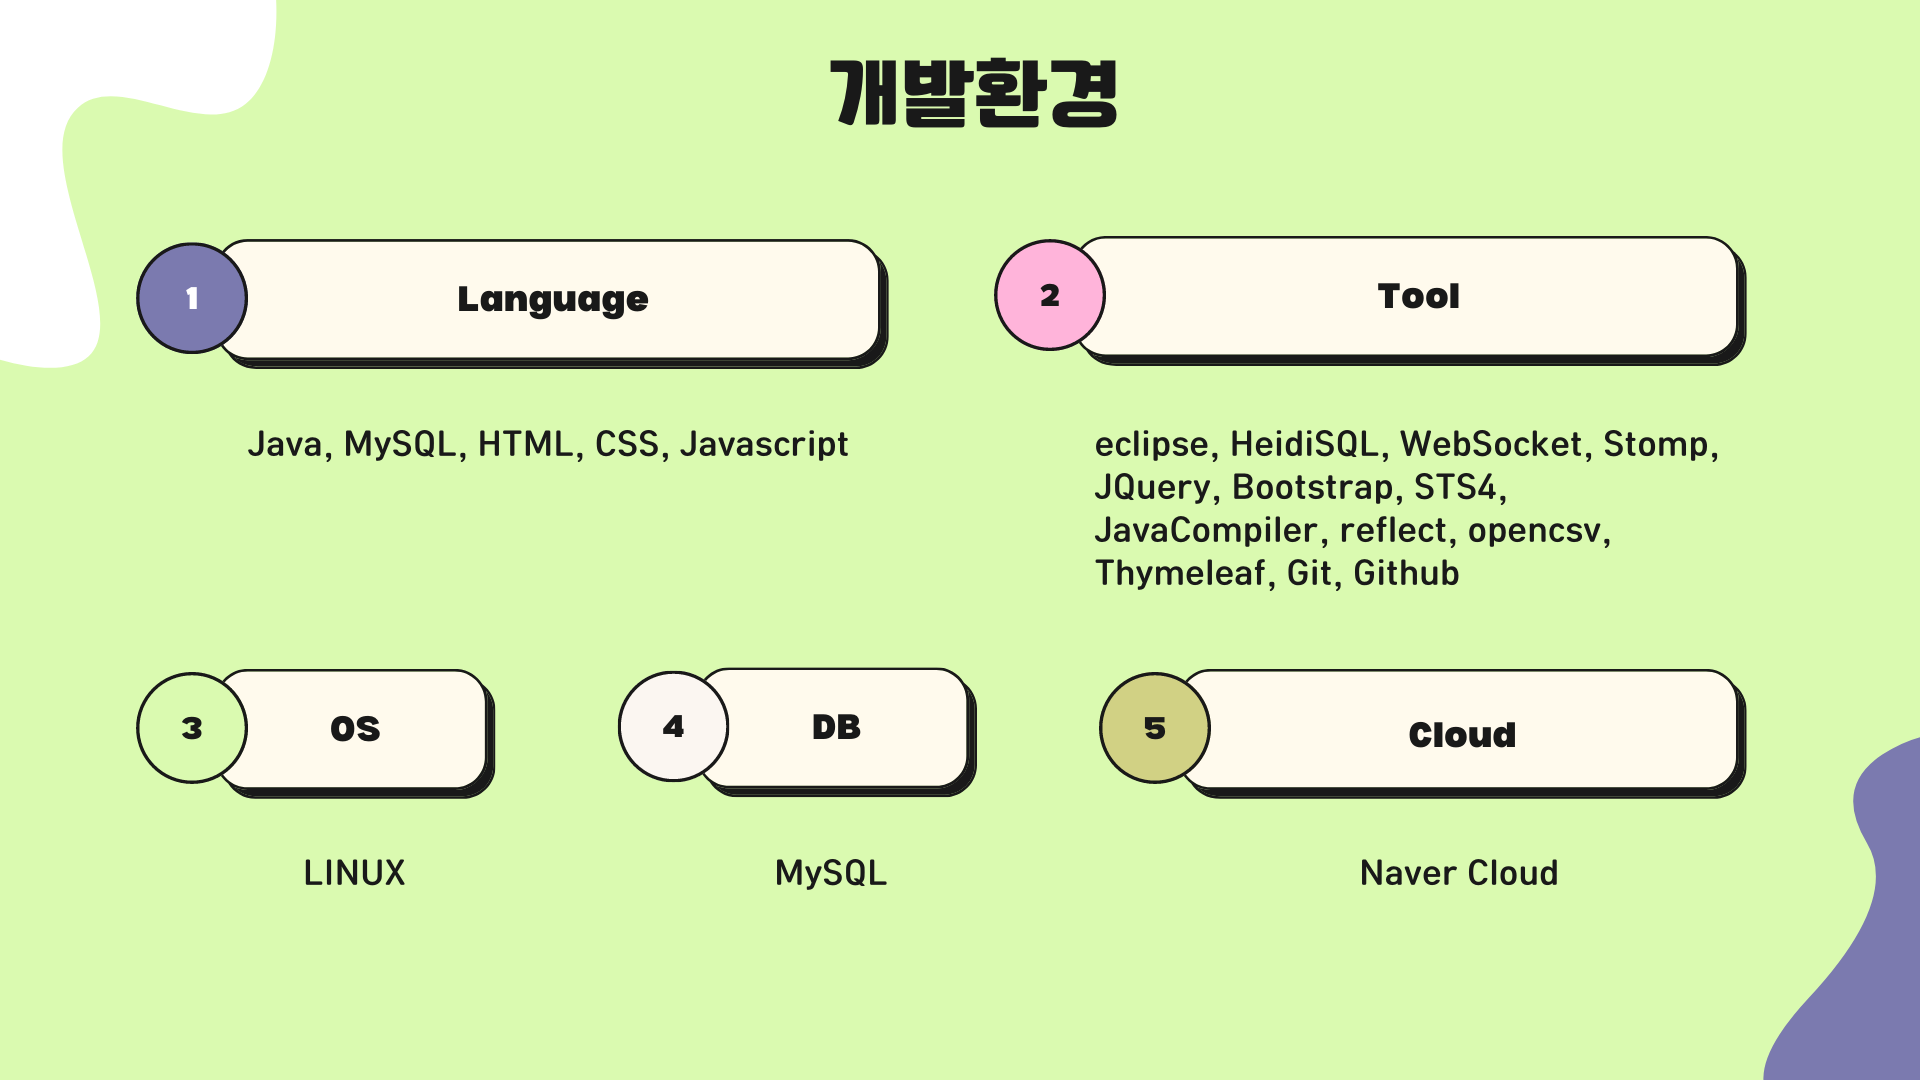 개발환경
1
Language
2
Tool
Java, MySQL, HTML, CSS, Javascript
eclipse, HeidiSQL, WebSocket, Stomp,
JQuery, Bootstrap, STS4,
JavaCompiler, reflect, opencsv,
Thymeleaf, Git, Github
3
OS
4
DB
5
Cloud
LINUX
MySQL
Naver Cloud